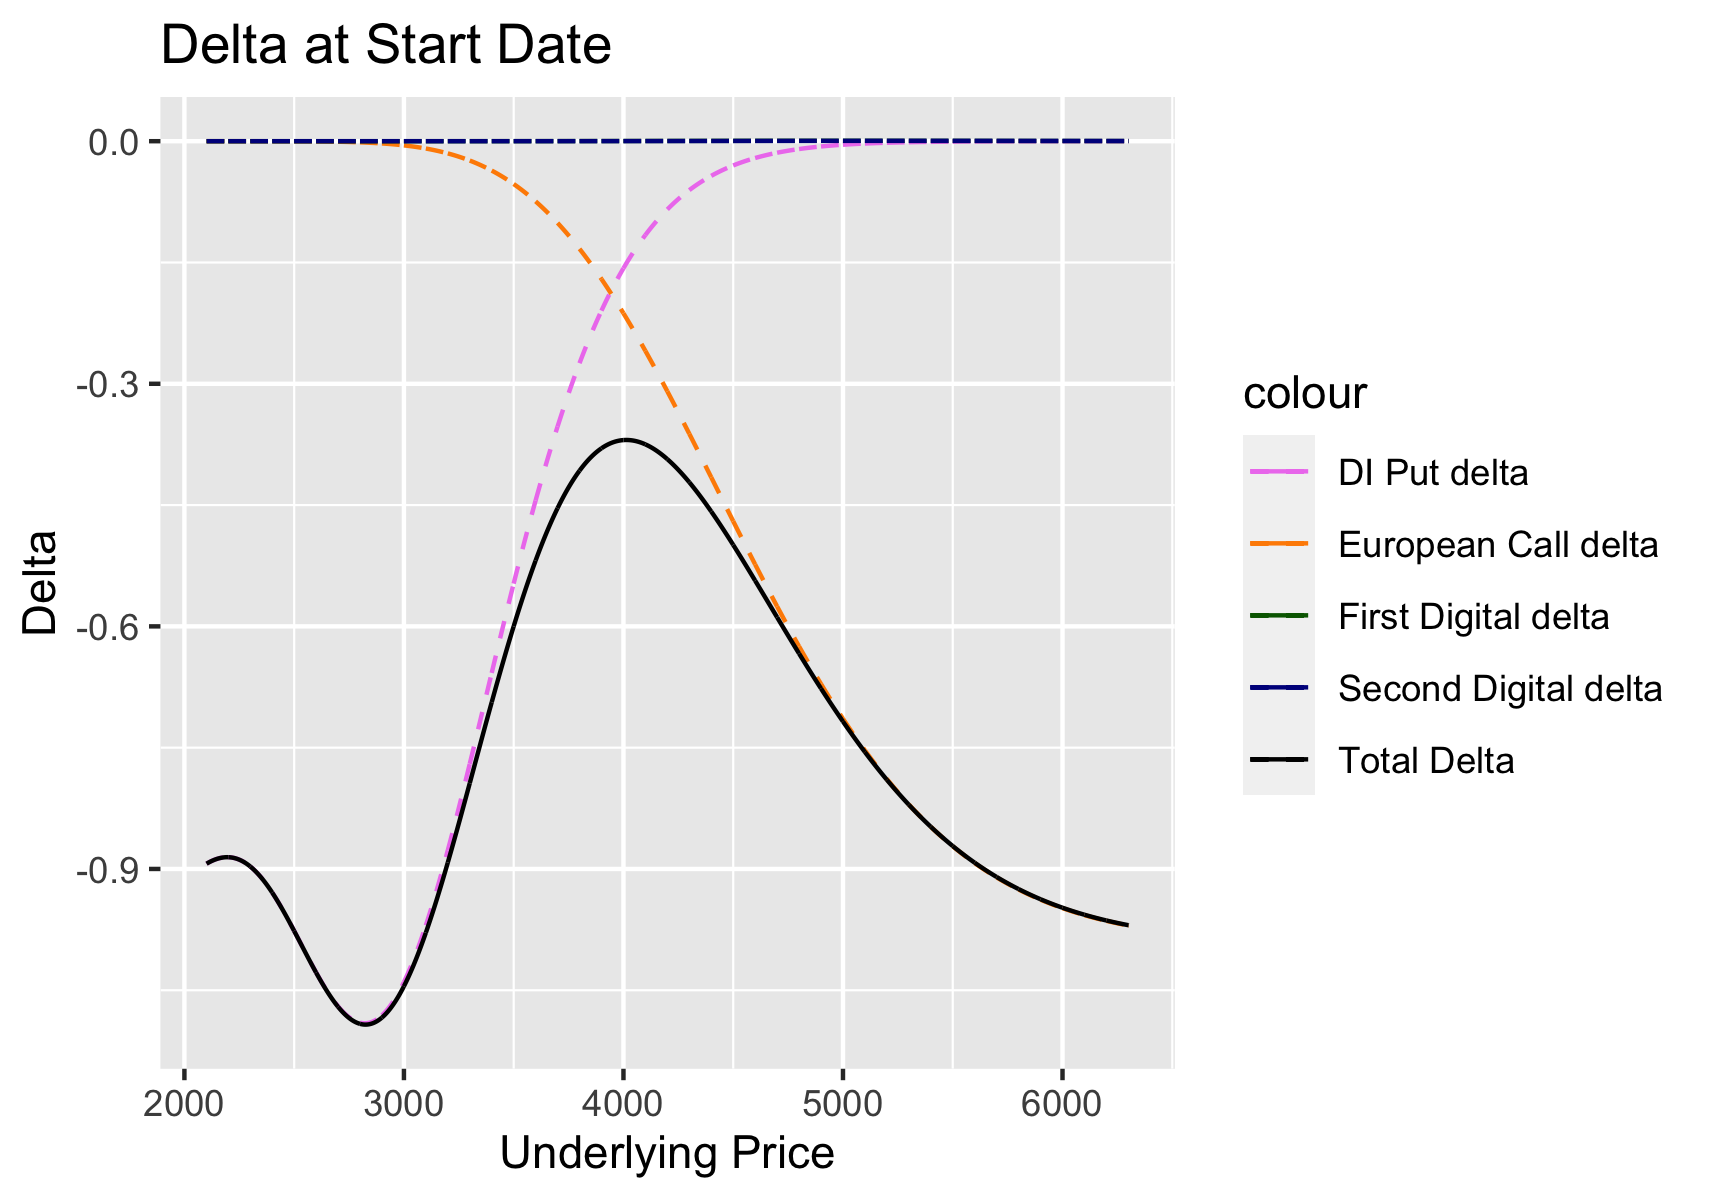 Delta at Start Date
Delta
0.0
-0.3
-0.6
-0.9
2000 3000 4000 5000 6000
Underlying Price
colour
DI Put delta
European Call delta
First Digital delta
Second Digital delta
Total Delta